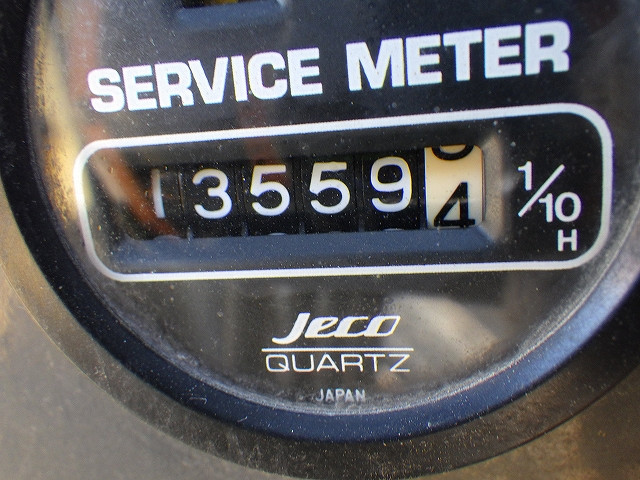 SERVICE METER
135594
1/10
H
Jeco
QUARTZ
JAPAN